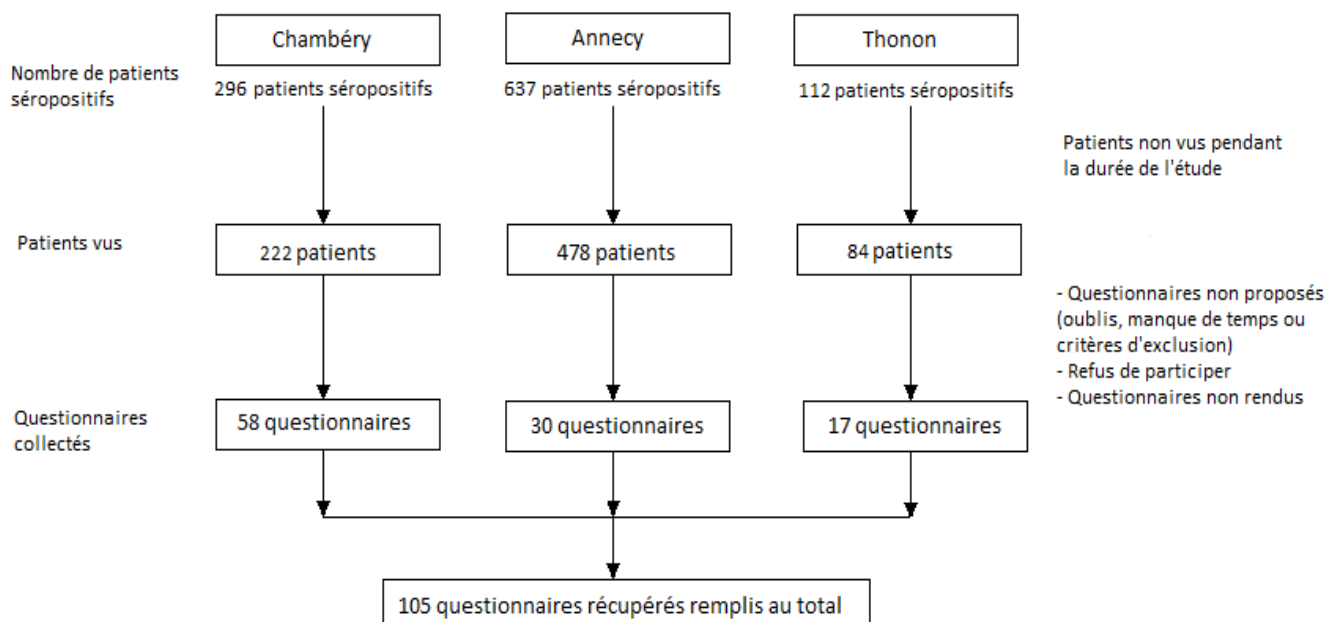 Chambéry
Annecy
Thonon
Nombre de patients
séropositifs
296 patients séropositifs
637 patients séropositifs
112 patients séropositifs
Patients non vus pendant
la durée de l'étude
Patients vus
222 patients
478 patients
84 patients
- Questionnaires non proposés
(oublis, manque de temps ou
critères d'exclusion)
- Refus de participer
- Questionnaires non rendus
Questionnaires
collectés
58 questionnaires
30 questionnaires
17 questionnaires
105 questionnaires récupérés remplis au total